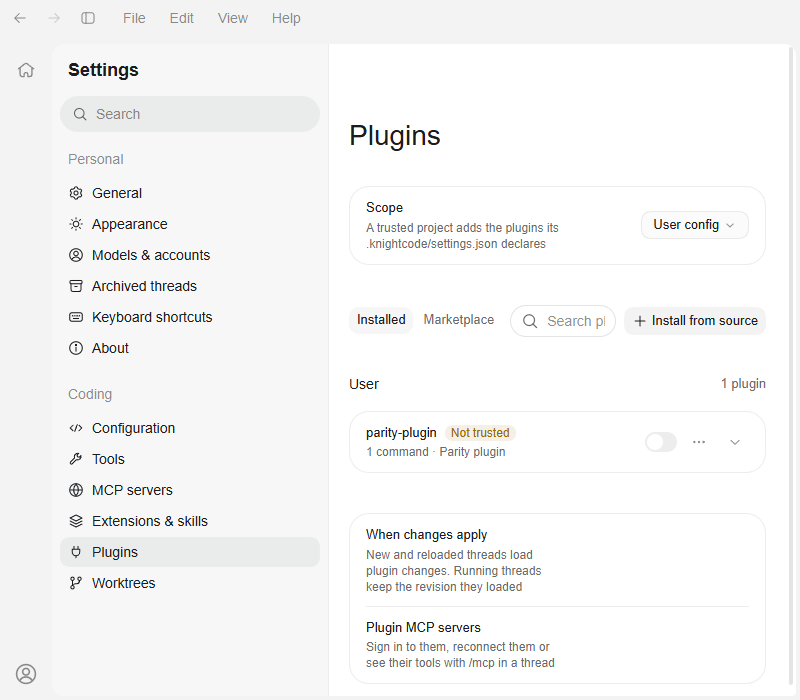 File Edit View Help
Settings
Search
Personal
General
Appearance
Models & accounts
Archived threads
Keyboard shortcuts
About
Coding
Configuration
Tools
MCP servers
Extensions & skills
Plugins
Worktrees
Plugins
Scope
A trusted project adds the plugins its
.knightcode/settings.json declares
User config
Installed Marketplace Search pl Install from source
User 1 plugin
parity-plugin Not trusted
1 command · Parity plugin
When changes apply
New and reloaded threads load
plugin changes. Running threads
keep the revision they loaded
Plugin MCP servers
Sign in to them, reconnect them or
see their tools with /mcp in a thread